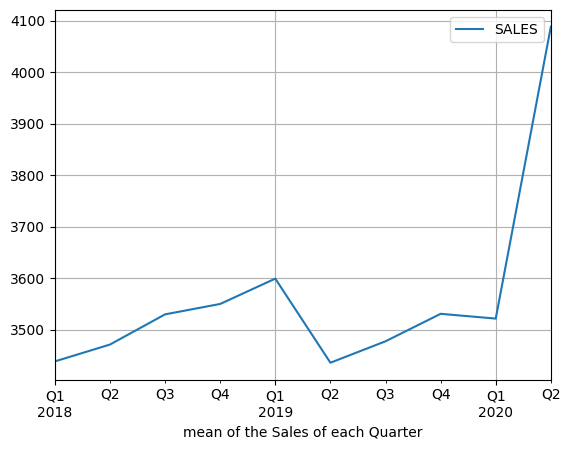 SALES
4100
4000
3900
3800
3700
3600
3500
Q1 Q2 Q3 Q4 Q1 Q2 Q3 Q4 Q1 Q2
2018 2019 2020
mean of the Sales of each Quarter